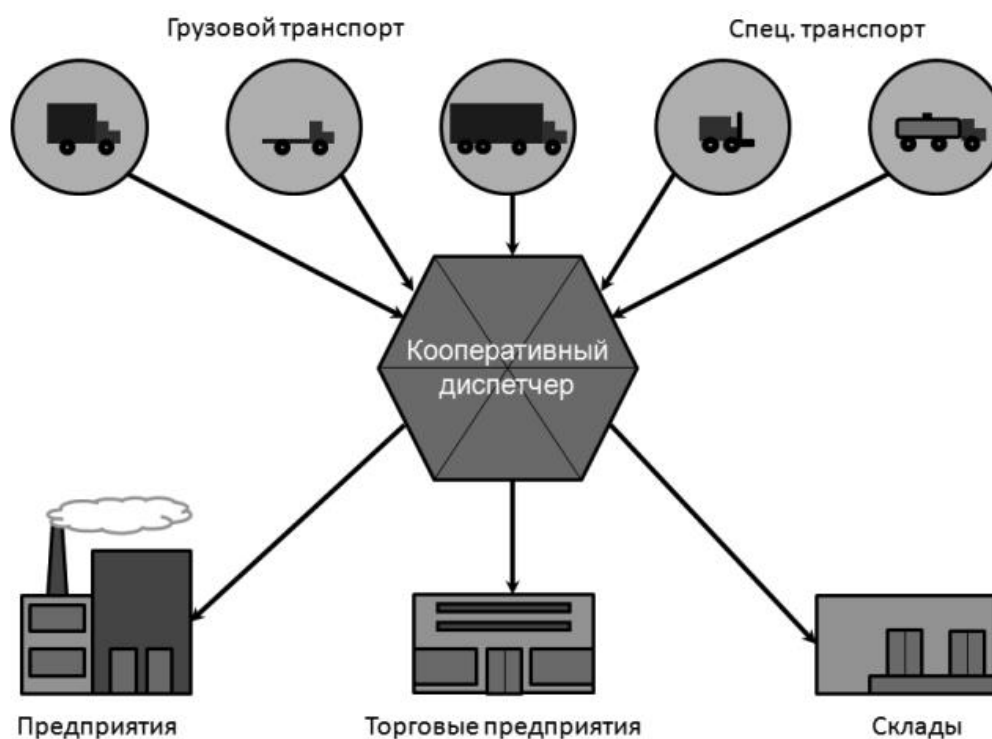 Грузовой транспорт
Спец. транспорт
Кооперативный
диспетчер
Предприятия
Торговые предприятия
Склады